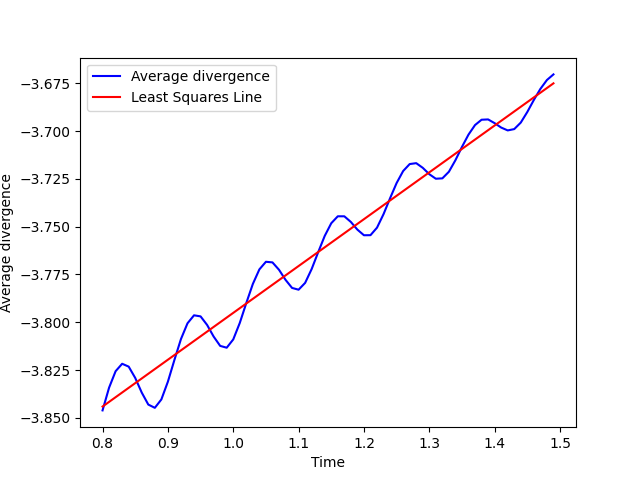 Average divergence
Least Squares Line
−3.675
−3.700
−3.725
−3.750
−3.775
−3.800
−3.825
−3.850
Average divergence
0.8 0.9 1.0 1.1 1.2 1.3 1.4 1.5
Time